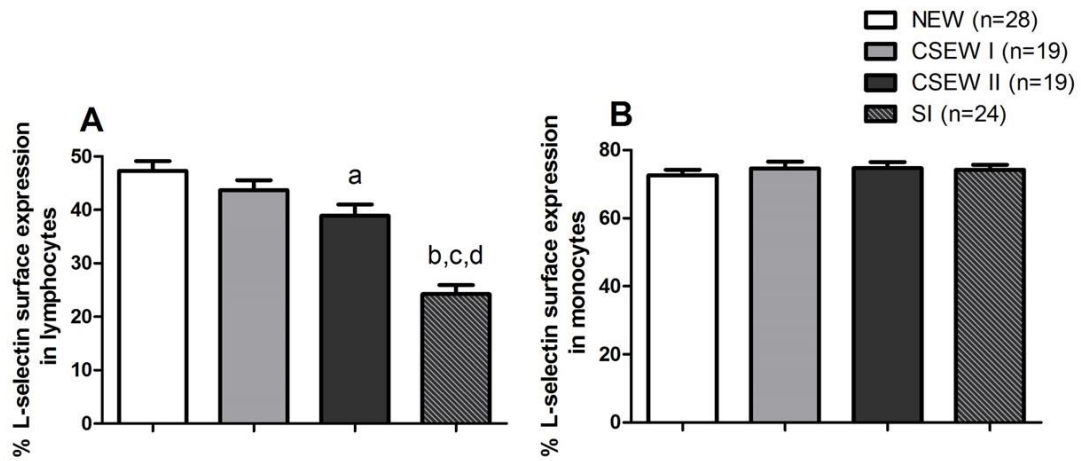 NEW (n=28)
CSEW I (n=19)
CSEW II (n=19)
SI (n=24)
A
% L-selectin surface expression
in lymphocytes
50
40
30
20
10
0
a
b,c,d
B
% L-selectin surface expression
in monocytes
80
60
40
20
0